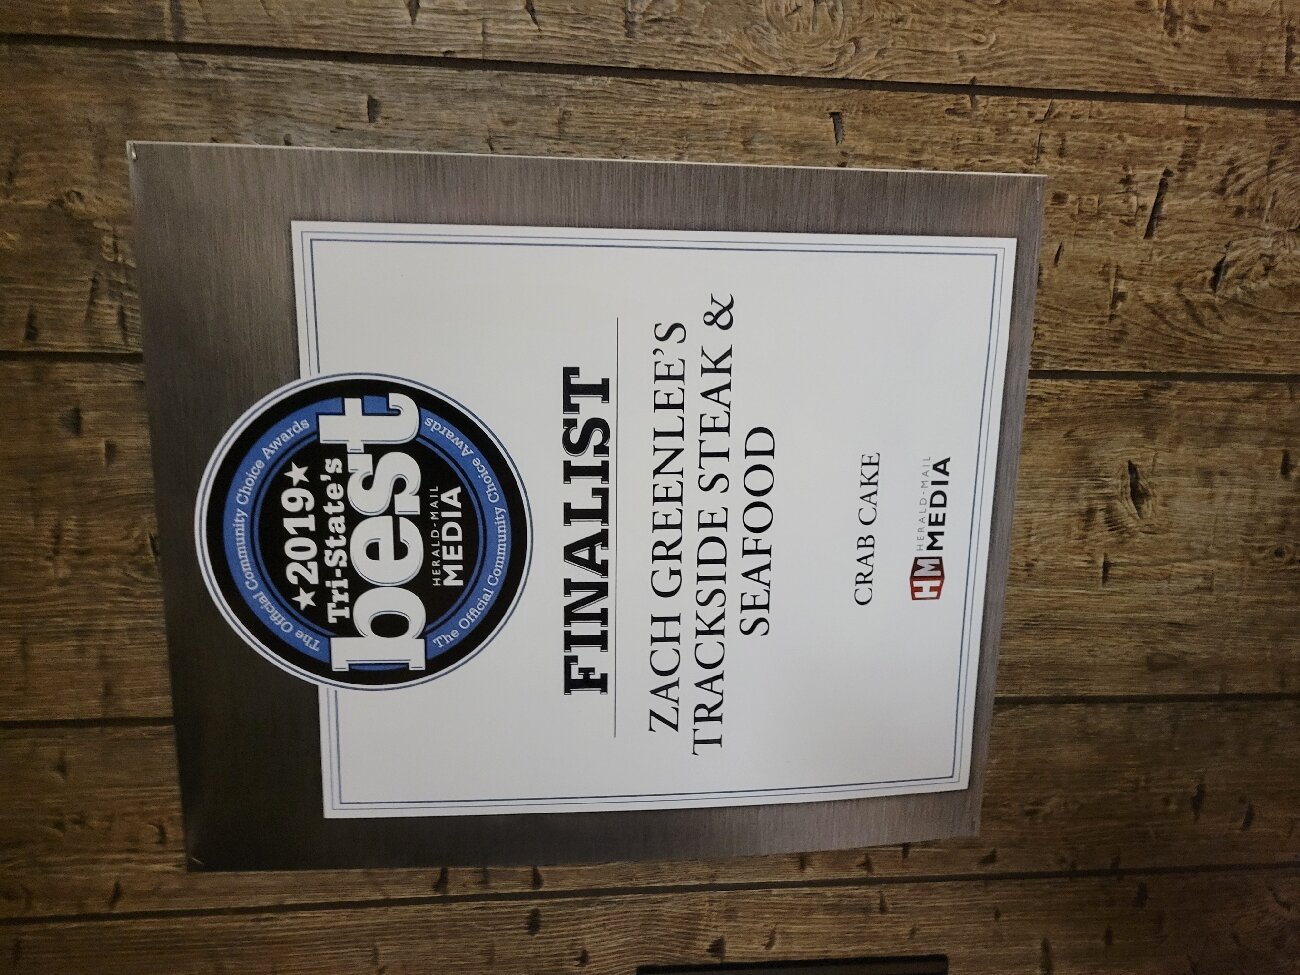 The Official Community Choice Awards
★2019★
Tri-State's
best
HERALD-MAIL
MEDIA
The Official Community Choice Awards
FINALIST
ZACH GREENLEE'S
TRACKSIDE STEAK &
SEAFOOD
CRAB CAKE
HM HERALD-MAIL
MEDIA